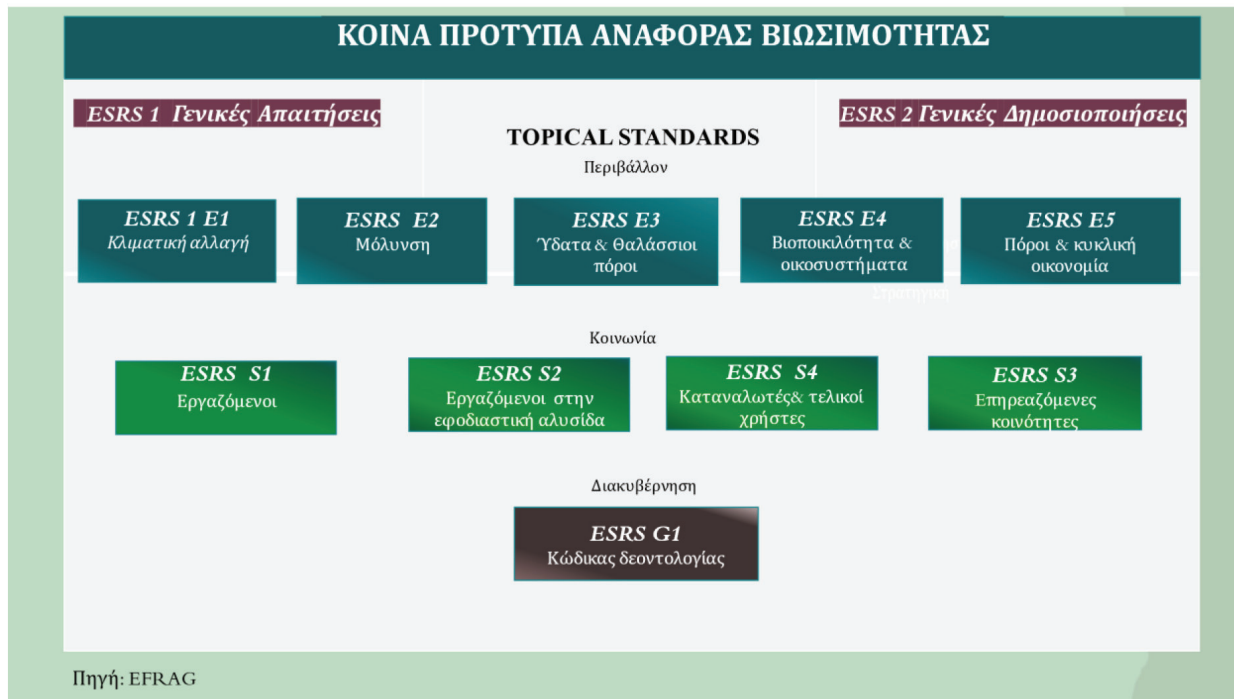 ΚΟΙΝΑ ΠΡΟΤΥΠΑ ΑΝΑΦΟΡΑΣ ΒΙΩΣΙΜΟΤΗΤΑΣ
ESRS 1 Γενικές Απαιτήσεις
ESRS 2 Γενικές Δημοσιοποιήσεις
TOPICAL STANDARDS
Περιβάλλον
ESRS 1 E1
Κλιματική αλλαγή
ESRS E2
Μόλυνση
ESRS E3
Ύδατα & Θαλάσσιοι
πόροι
ESRS E4
Βιοποικιλότητα &
οικοσυστήματα
ESRS E5
Πόροι & κυκλική
οικονομία
Στρατηγική
Κοινωνία
ESRS S1
Εργαζόμενοι
ESRS S2
Εργαζόμενοι στην
εφοδιαστική αλυσίδα
ESRS S4
Καταναλωτές& τελικοί
χρήστες
ESRS S3
Επηρεαζόμενες
κοινότητες
Διακυβέρνηση
ESRS G1
Κώδικας δεοντολογίας
Πηγή: EFRAG